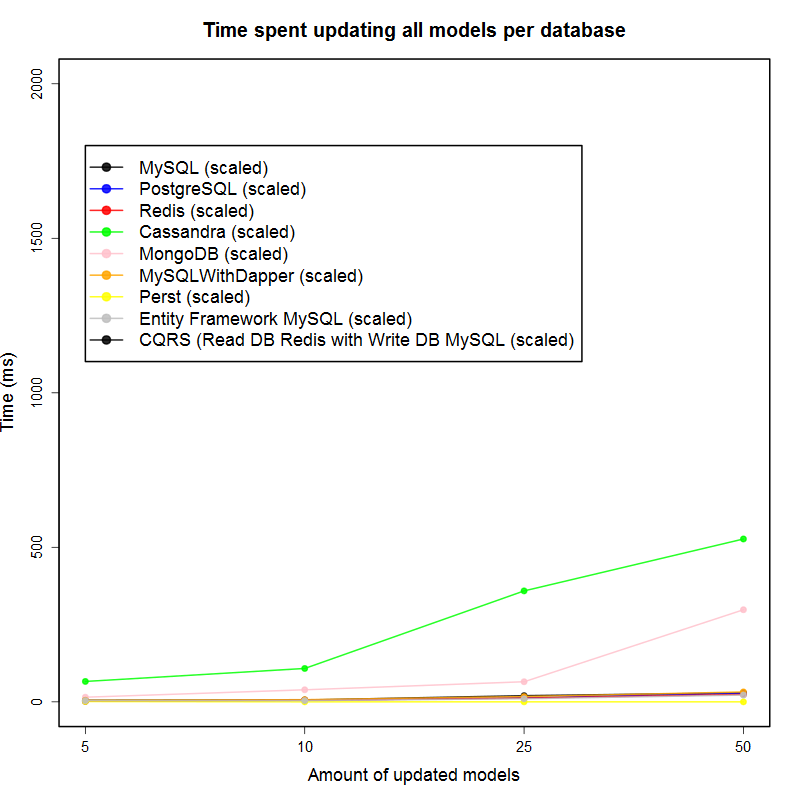 Time spent updating all models per database
2000
1500
1000
500
0
Time (ms)
MySQL (scaled)
PostgreSQL (scaled)
Redis (scaled)
Cassandra (scaled)
MongoDB (scaled)
MySQLWithDapper (scaled)
Perst (scaled)
Entity Framework MySQL (scaled)
CQRS (Read DB Redis with Write DB MySQL (scaled)
5 10 25 50
Amount of updated models